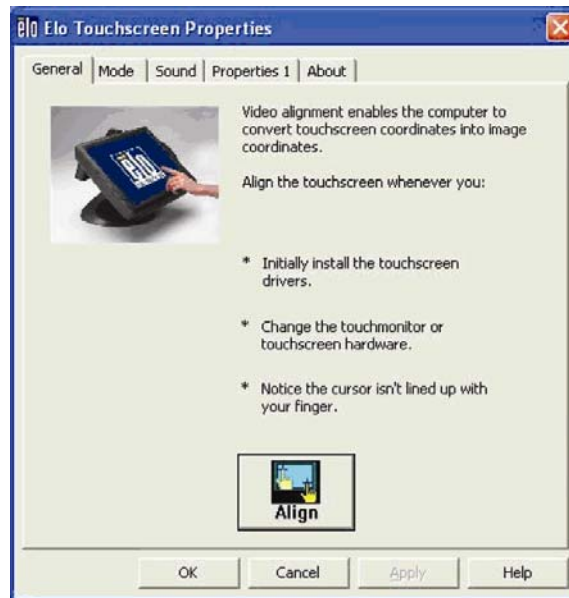 elo Elo Touchscreen Properties
General Mode Sound Properties 1 About
Video alignment enables the computer to
convert touchscreen coordinates into image
coordinates.
Align the touchscreen whenever you:
elo
* Initially install the touchscreen
drivers.
* Change the touchmonitor or
touchscreen hardware.
* Notice the cursor isn't lined up with
your finger.
Align
OK Cancel Apply Help